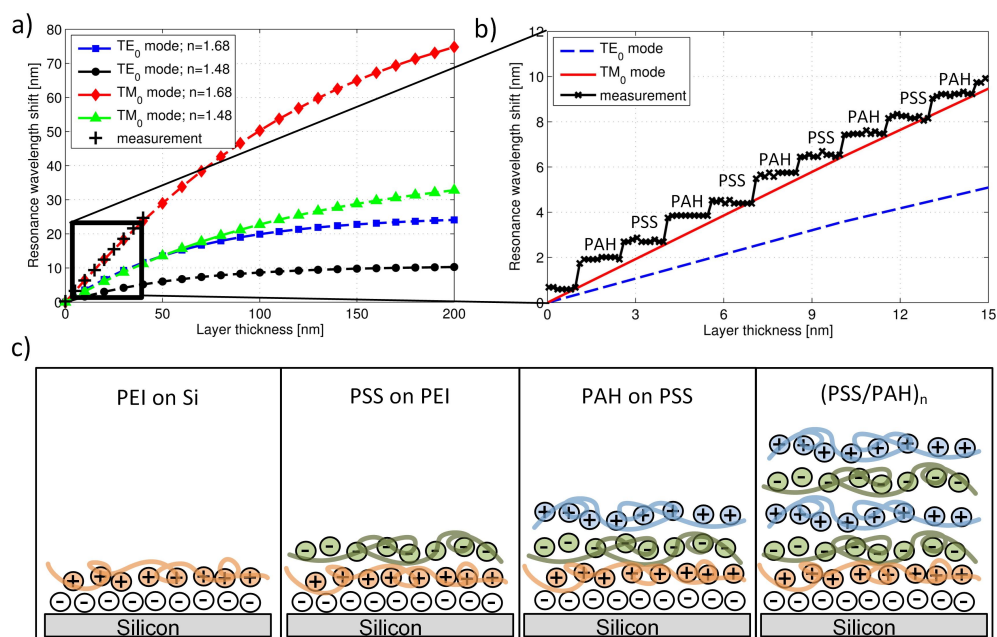 a)
80
70
60
50
40
30
20
10
0
Resonance wavelength shift [nm]
TE0 mode; n=1.68
TE0 mode; n=1.48
TM0 mode; n=1.68
TM0 mode; n=1.48
measurement
0 50 100 150 200
Layer thickness [nm]
b)
12
10
8
6
4
2
0
Resonance wavelength shift [nm]
TE0 mode
TM0 mode
measurement
PAH
PSS
PAH
PSS
PAH
PSS
PAH
PSS
PAH
0 3 6 9 12 15
Layer thickness [nm]
c)
PEI on Si
PSS on PEI
PAH on PSS
(PSS/PAH)n
Silicon
Silicon
Silicon
Silicon